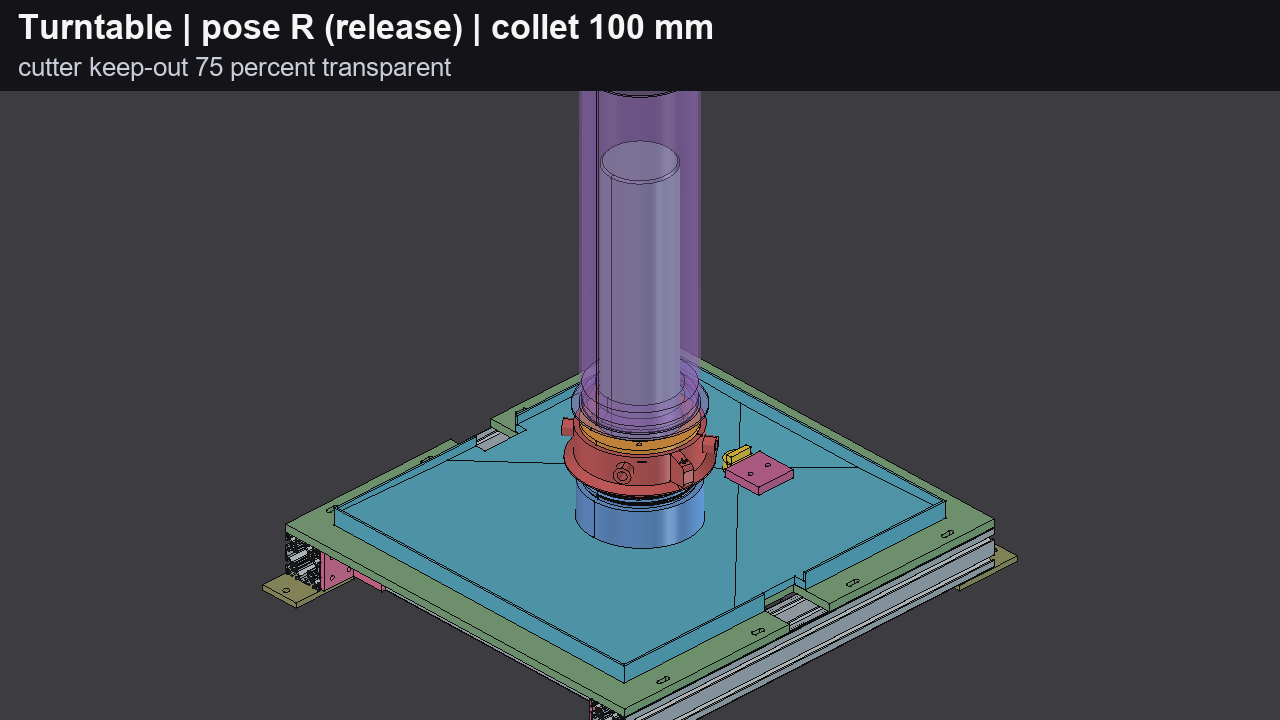 Turntable | pose R (release) | collet 100 mm
cutter keep-out 75 percent transparent